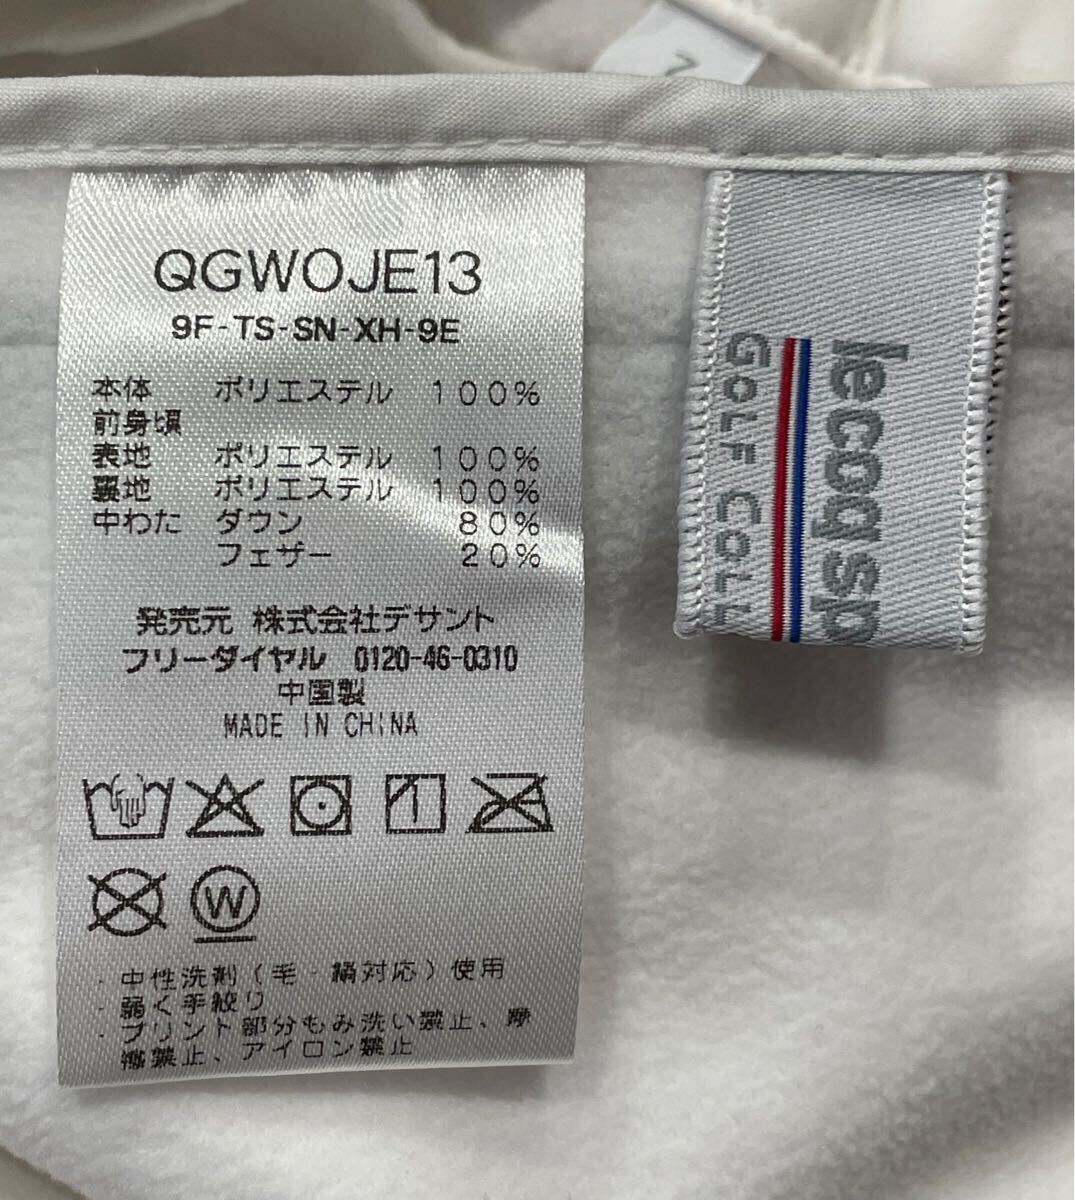 QGWOJE13
9F-TS-SN-XH-9E
本体 ポリエステル 100%
前身頃
表地 ポリエステル 100%
裏地 ポリエステル 100%
中わた ダウン 80%
フェザー 20%
発売元 株式会社デサント
フリーダイヤル 0120-46-0310
中国製
MADE IN CHINA
W
・中性洗剤(毛・絹対応)使用
・弱く手絞り
・プリント部分もみ洗い禁止、摩
擦禁止、アイロン禁止
lecoqsp
GOLF COLL